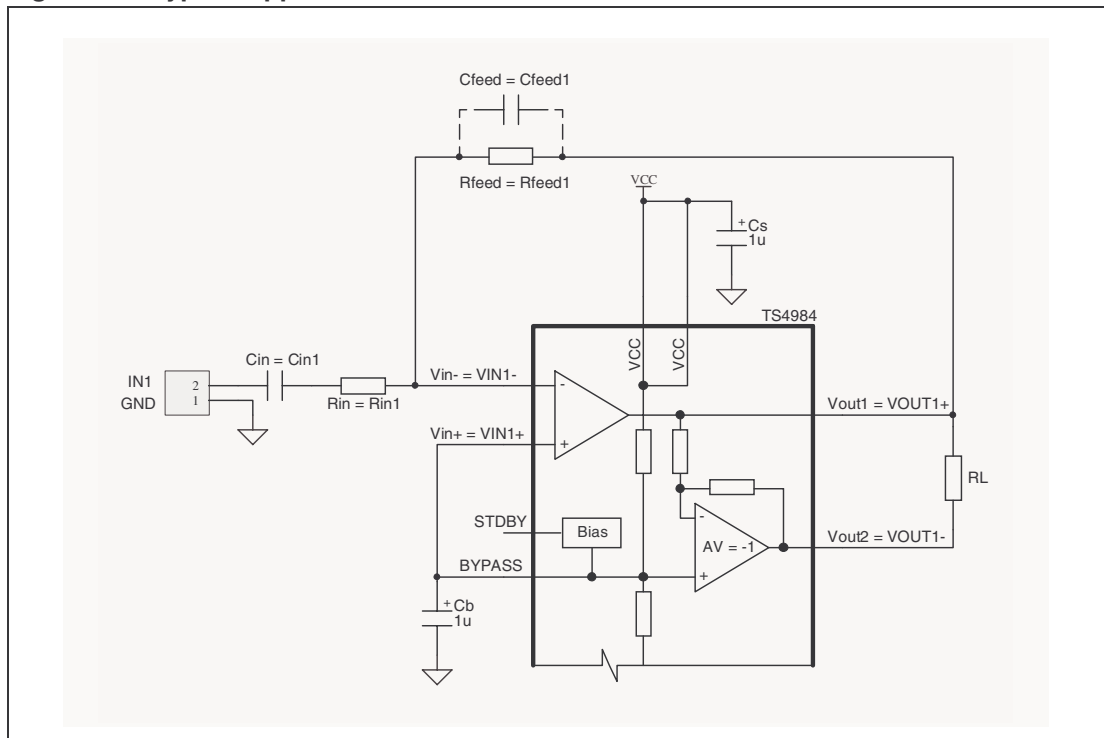 Cfeed = Cfeed1
Rfeed = Rfeed1
VCC
+ Cs
1u
TS4984
VCC
VCC
Cin = Cin1
Vin- = VIN1-
IN1
GND
2
1
Rin = Rin1
-
+
Vin+ = VIN1+
Vout1 = VOUT1+
RL
STDBY
Bias
-
AV = -1
+
Vout2 = VOUT1-
BYPASS
+ Cb
1u